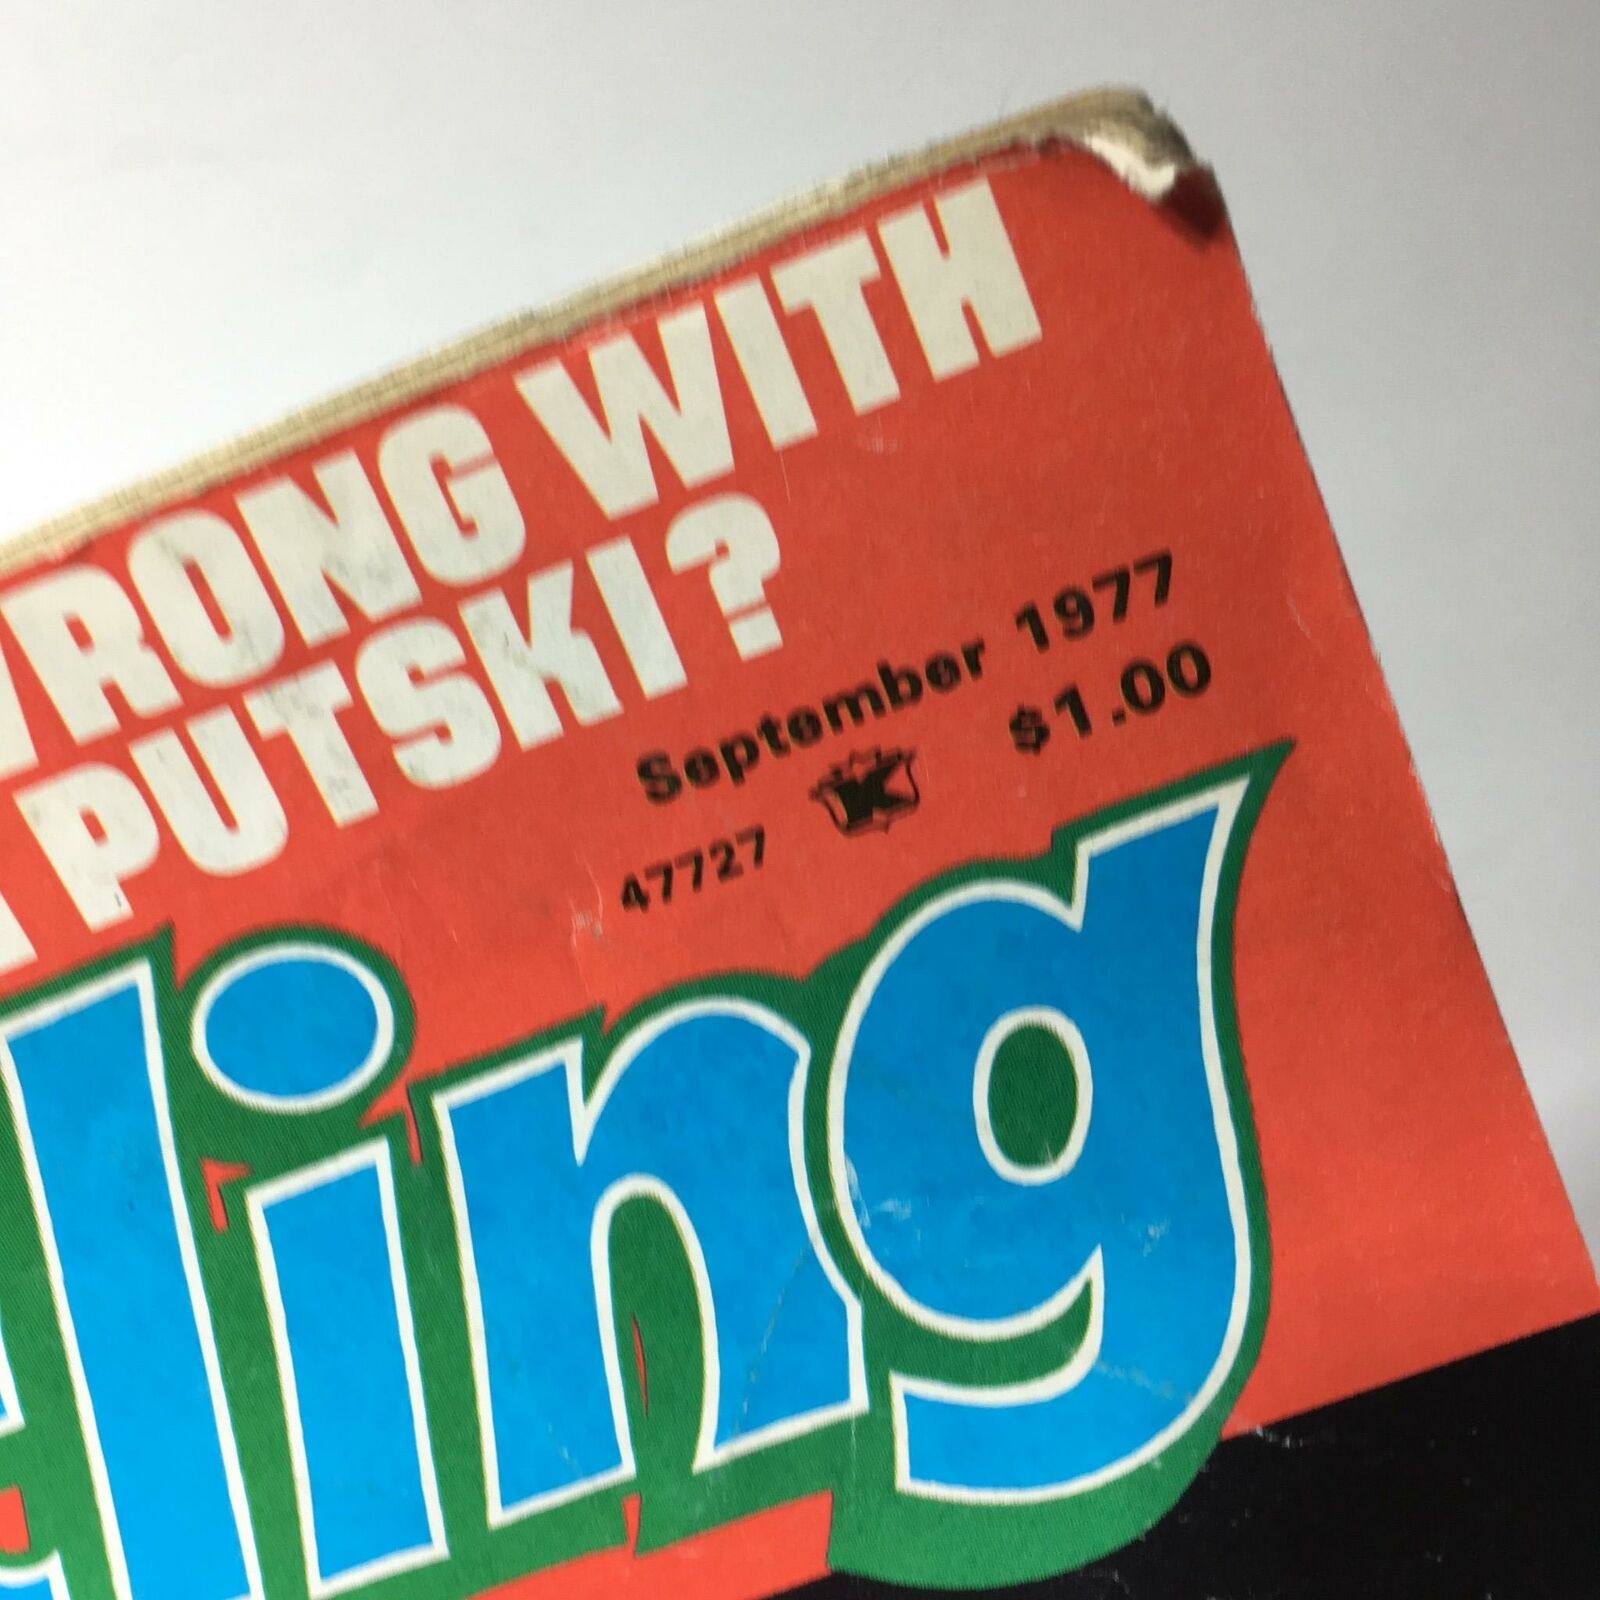 RONG WITH
PUTSKI?
September 1977
$1.00
47727
K
ling